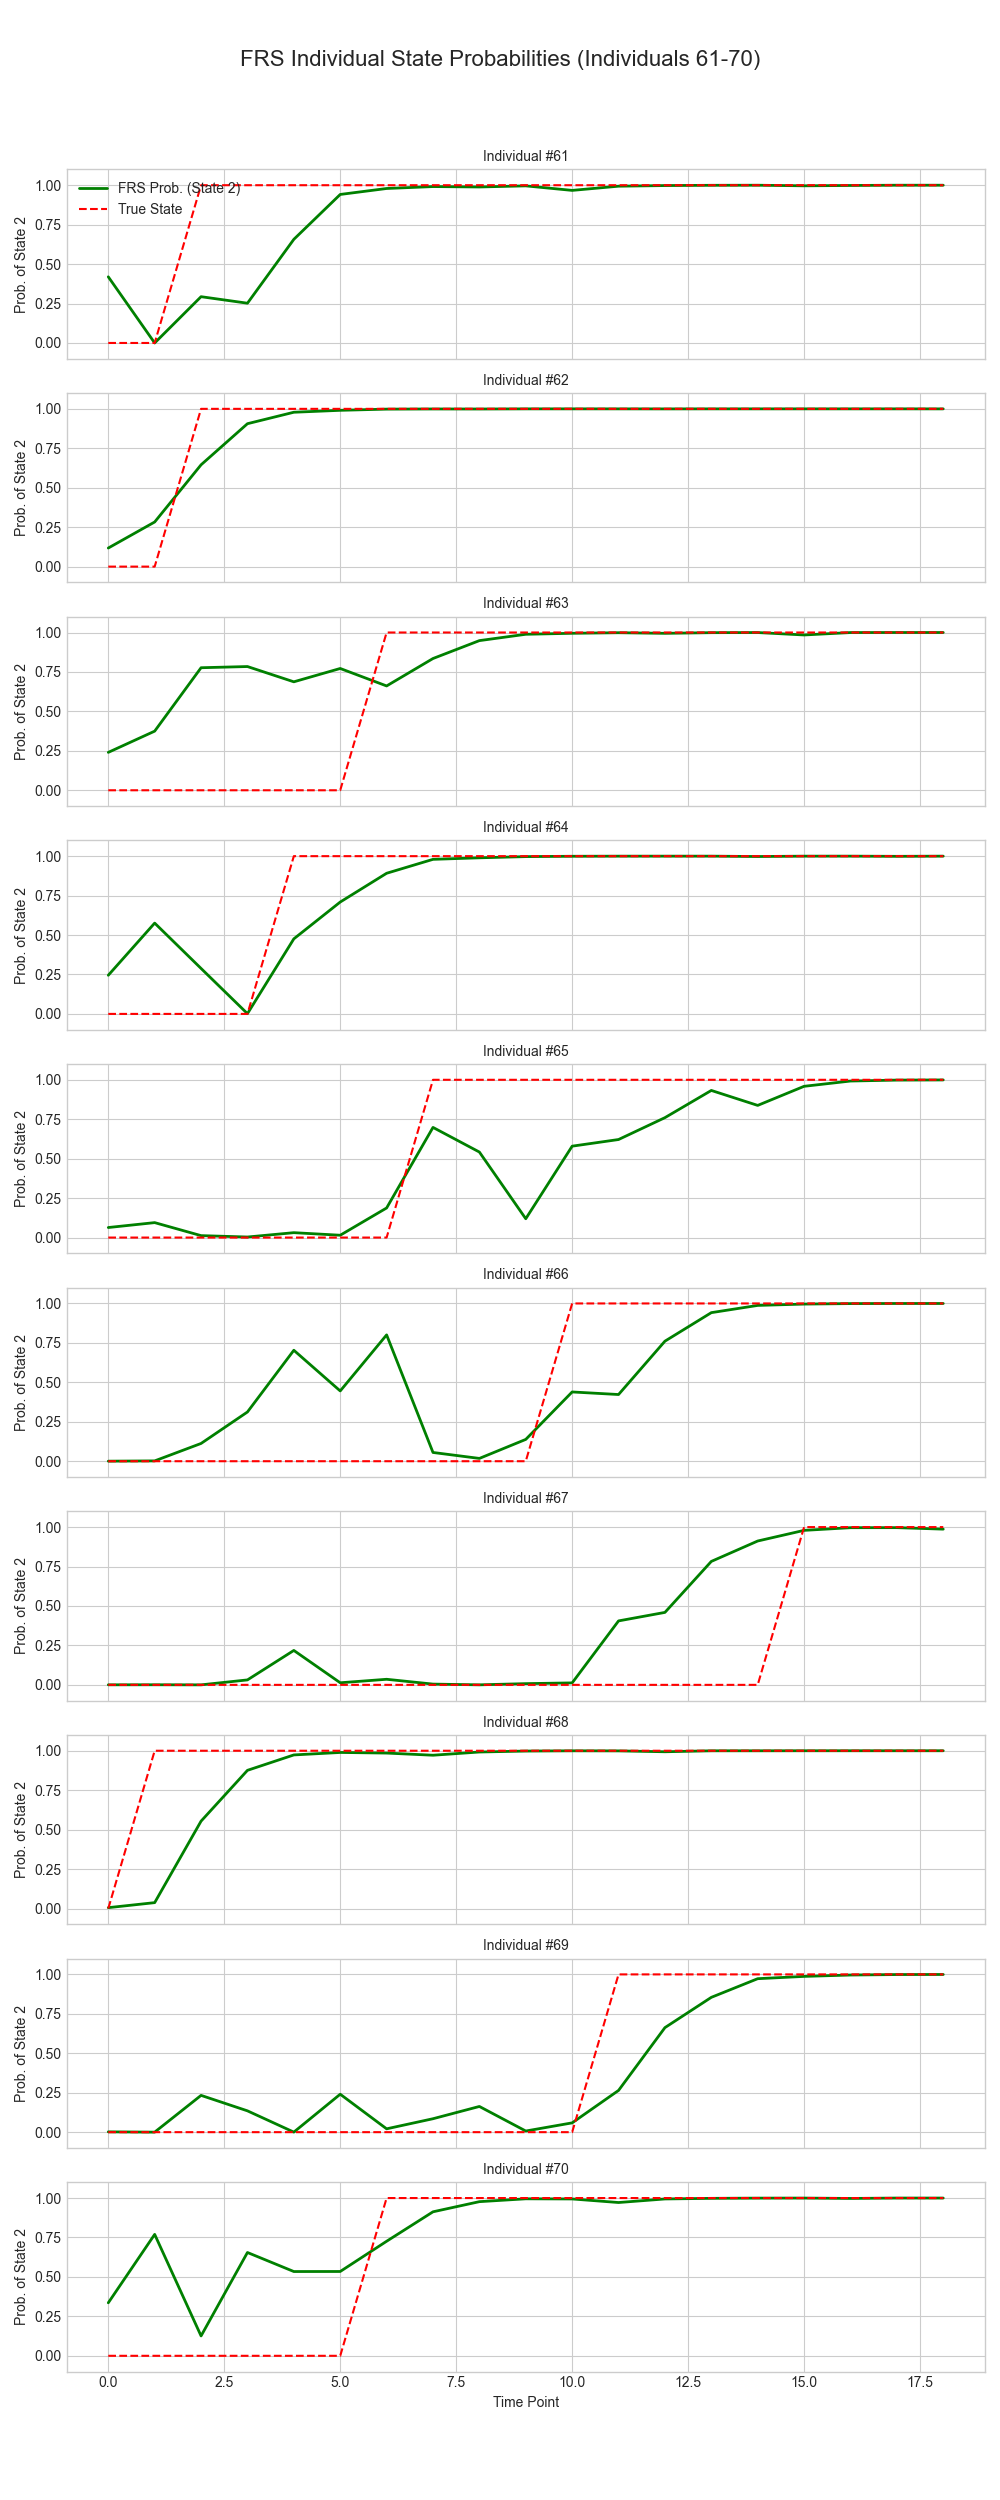 FRS Individual State Probabilities (Individuals 61-70)
Individual #61
1.00
0.75
0.50
0.25
0.00
Prob. of State 2
FRS Prob. (State 2)
True State
Individual #62
1.00
0.75
0.50
0.25
0.00
Prob. of State 2
Individual #63
1.00
0.75
0.50
0.25
0.00
Prob. of State 2
Individual #64
1.00
0.75
0.50
0.25
0.00
Prob. of State 2
Individual #65
1.00
0.75
0.50
0.25
0.00
Prob. of State 2
Individual #66
1.00
0.75
0.50
0.25
0.00
Prob. of State 2
Individual #67
1.00
0.75
0.50
0.25
0.00
Prob. of State 2
Individual #68
1.00
0.75
0.50
0.25
0.00
Prob. of State 2
Individual #69
1.00
0.75
0.50
0.25
0.00
Prob. of State 2
Individual #70
1.00
0.75
0.50
0.25
0.00
Prob. of State 2
0.0 2.5 5.0 7.5 10.0 12.5 15.0 17.5
Time Point